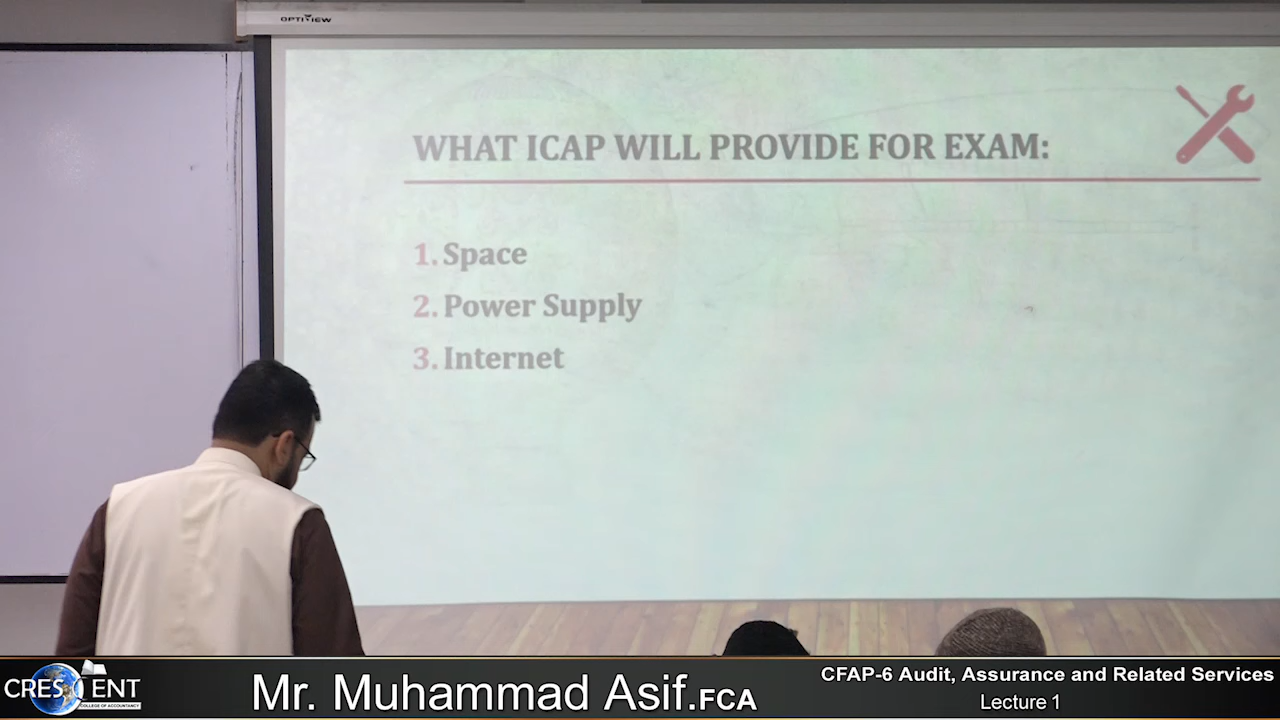 OPTIVIEW
WHAT ICAP WILL PROVIDE FOR EXAM:
1. Space
2. Power Supply
3. Internet
CRESCENT
COLLEGE OF ACCOUNTANCY
Mr. Muhammad Asif.FCA
CFAP-6 Audit, Assurance and Related Services
Lecture 1